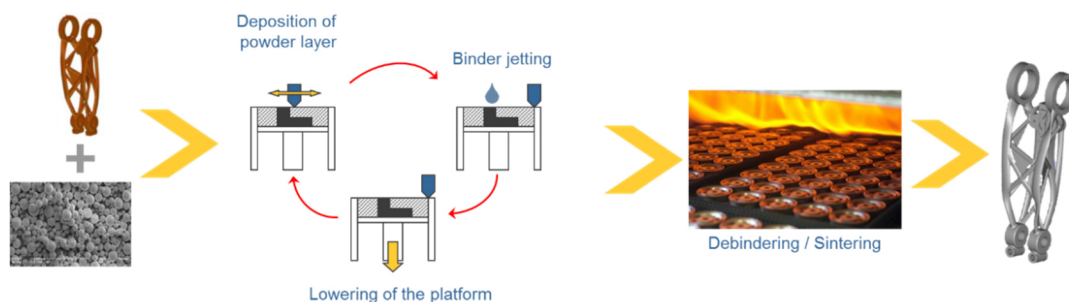 Deposition of
powder layer
Binder jetting
Lowering of the platform
Debindering / Sintering